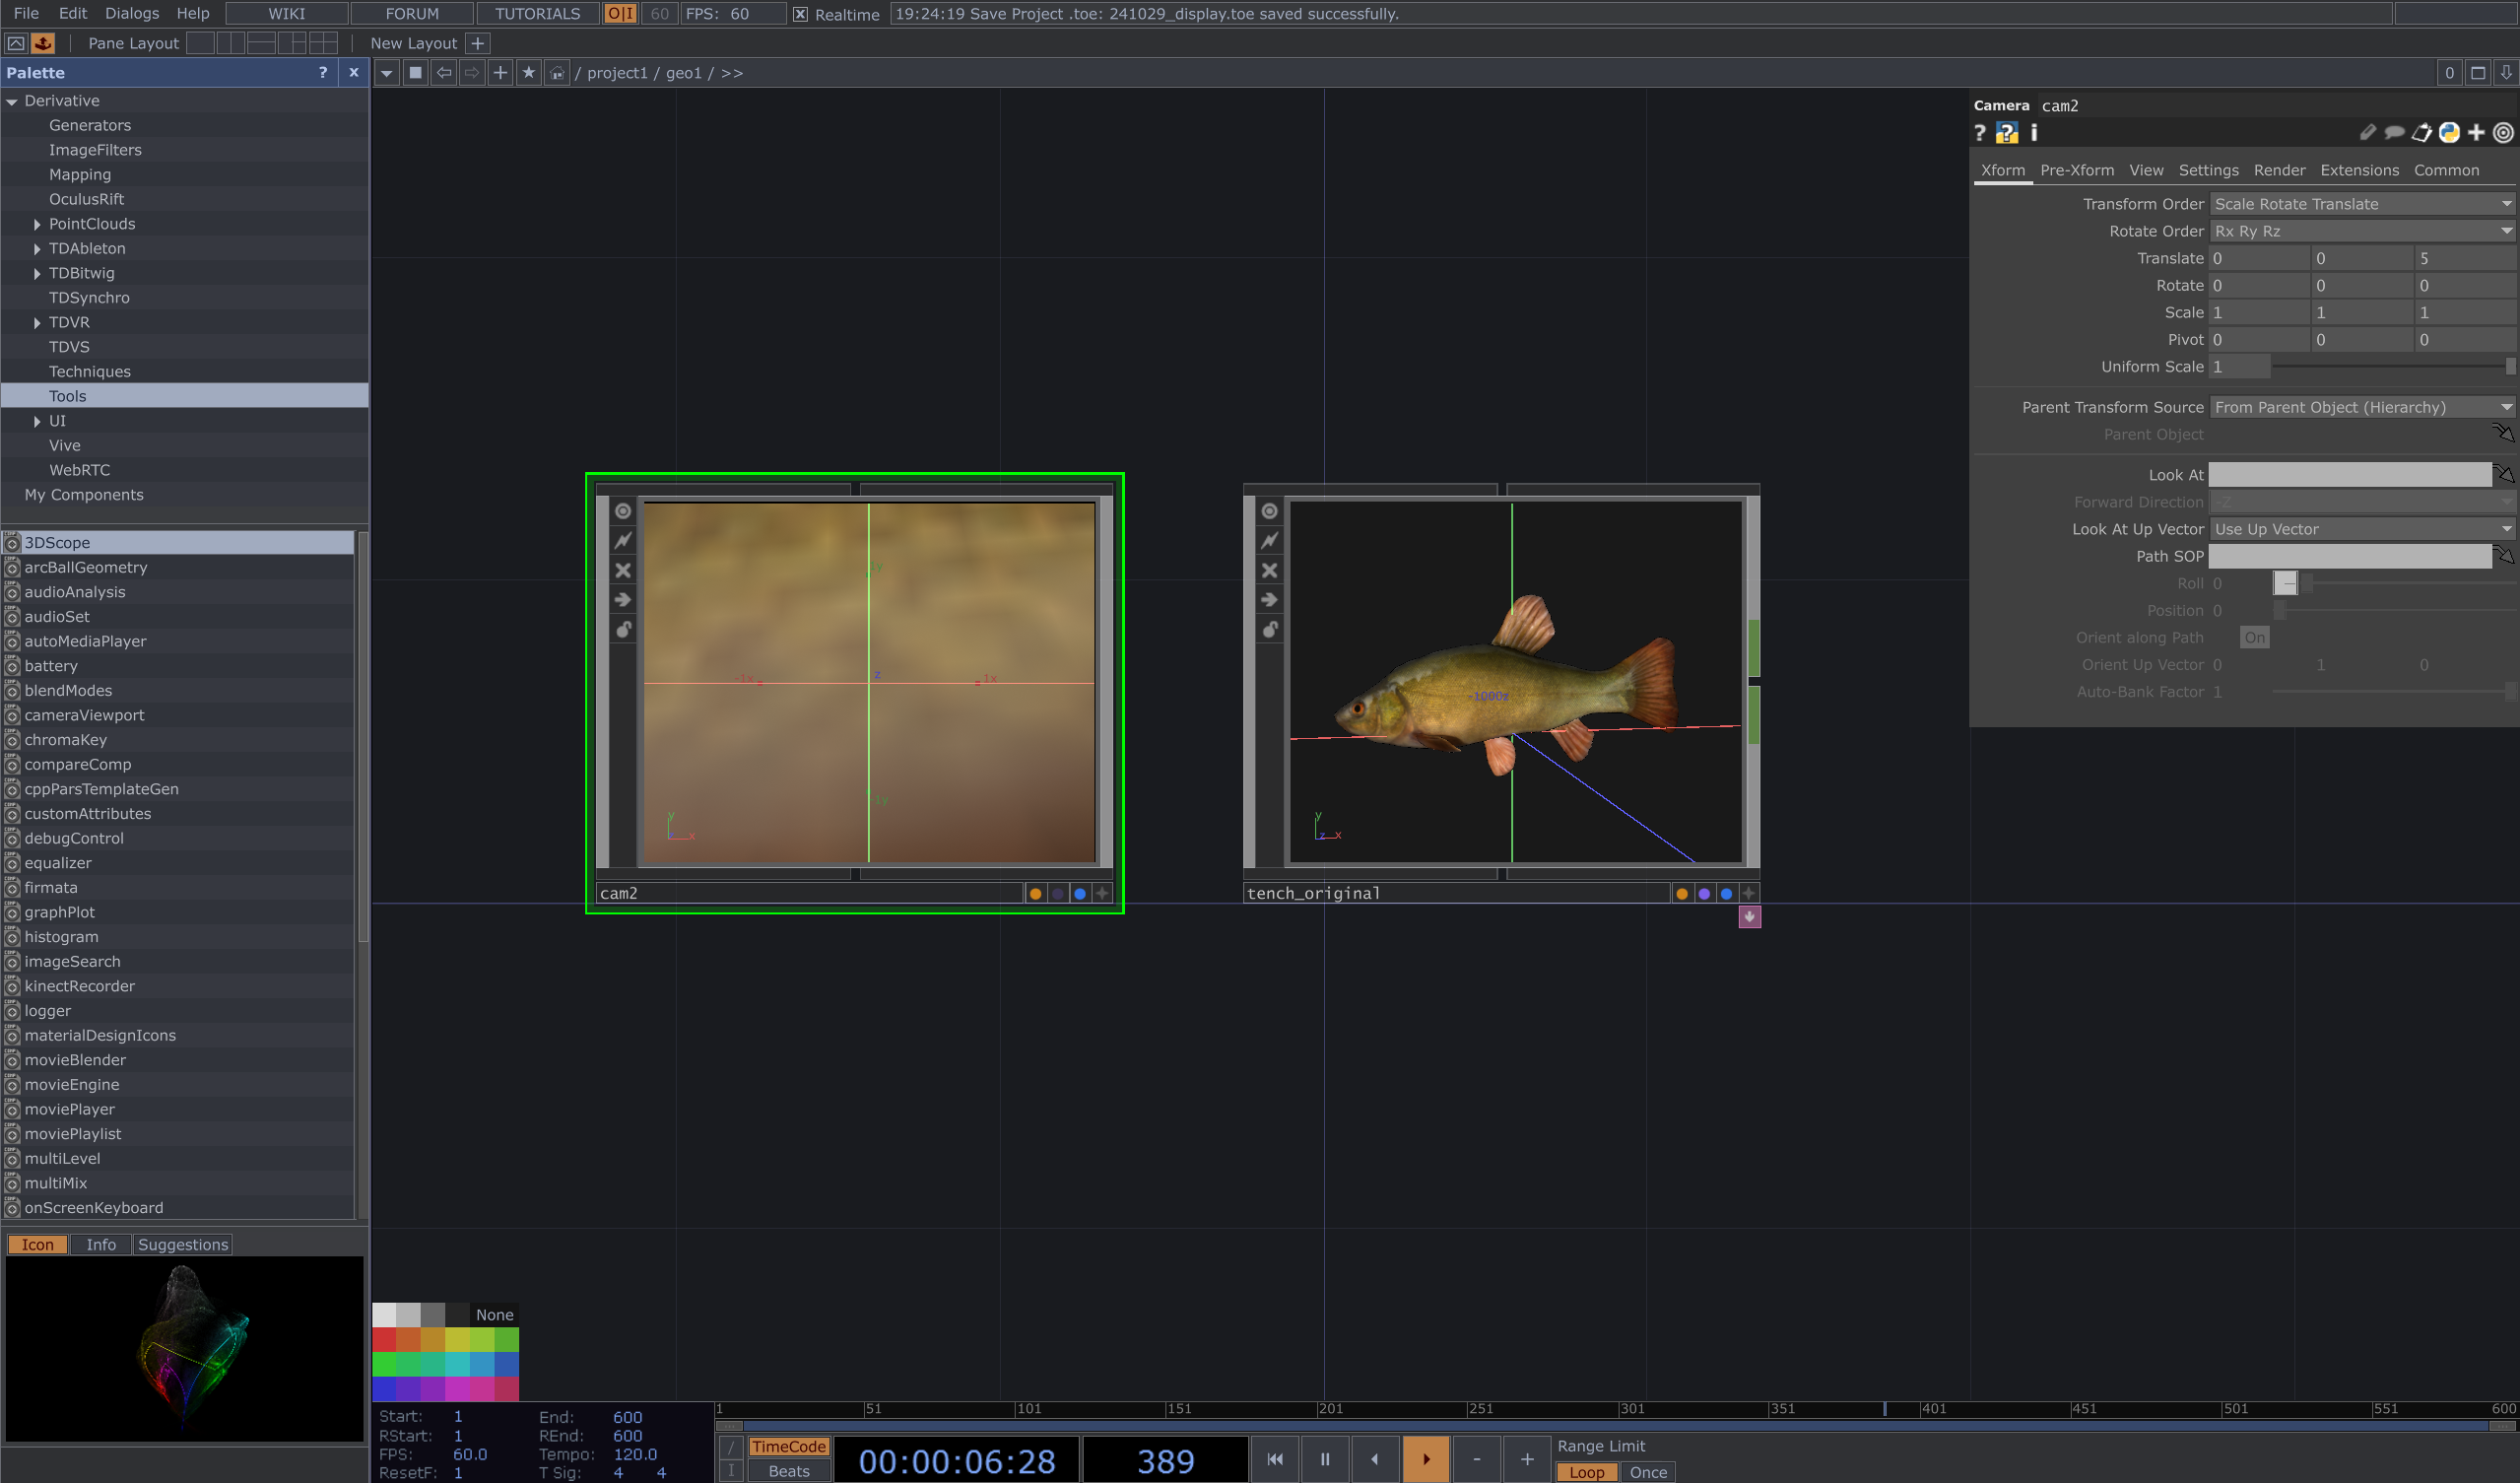 File Edit Dialogs Help WIKI FORUM TUTORIALS O|I 60 FPS: 60 Realtime 19:24:19 Save Project .toe: 241029_display.toe saved successfully.
Pane Layout New Layout +
Palette ? x / project1 / geo1 / >> 0
Derivative
Generators
ImageFilters
Mapping
OculusRift
PointClouds
TDAbleton
TDBitwig
TDSynchro
TDVR
TDVS
Techniques
Tools
UI
Vive
WebRTC
My Components
3DScope
arcBallGeometry
audioAnalysis
audioSet
autoMediaPlayer
battery
blendModes
cameraViewport
chromaKey
compareComp
cppParsTemplateGen
customAttributes
debugControl
equalizer
firmata
graphPlot
histogram
imageSearch
kinectRecorder
logger
materialDesignIcons
movieBlender
movieEngine
moviePlayer
moviePlaylist
multiLevel
multiMix
onScreenKeyboard
Icon Info Suggestions
1y
-1x z 1x
-1y
y
x
cam2
-1000z
y
z x
tench_original
Camera cam2
? ? i
Xform Pre-Xform View Settings Render Extensions Common
Transform Order Scale Rotate Translate
Rotate Order Rx Ry Rz
Translate 0 0 5
Rotate 0 0 0
Scale 1 1 1
Pivot 0 0 0
Uniform Scale 1
Parent Transform Source From Parent Object (Hierarchy)
Parent Object
Look At
Forward Direction -Z
Look At Up Vector Use Up Vector
Path SOP
Roll 0
Position 0
Orient along Path On
Orient Up Vector 0 1 0
Auto-Bank Factor 1
None
Start: 1 End: 600
RStart: 1 REnd: 600
FPS: 60.0 Tempo: 120.0
ResetF: 1 T Sig: 4 4
1 51 101 151 201 251 301 351 401 451 501 551 600
/ TimeCode 00:00:06:28 389 - + Range Limit
I Beats Loop Once